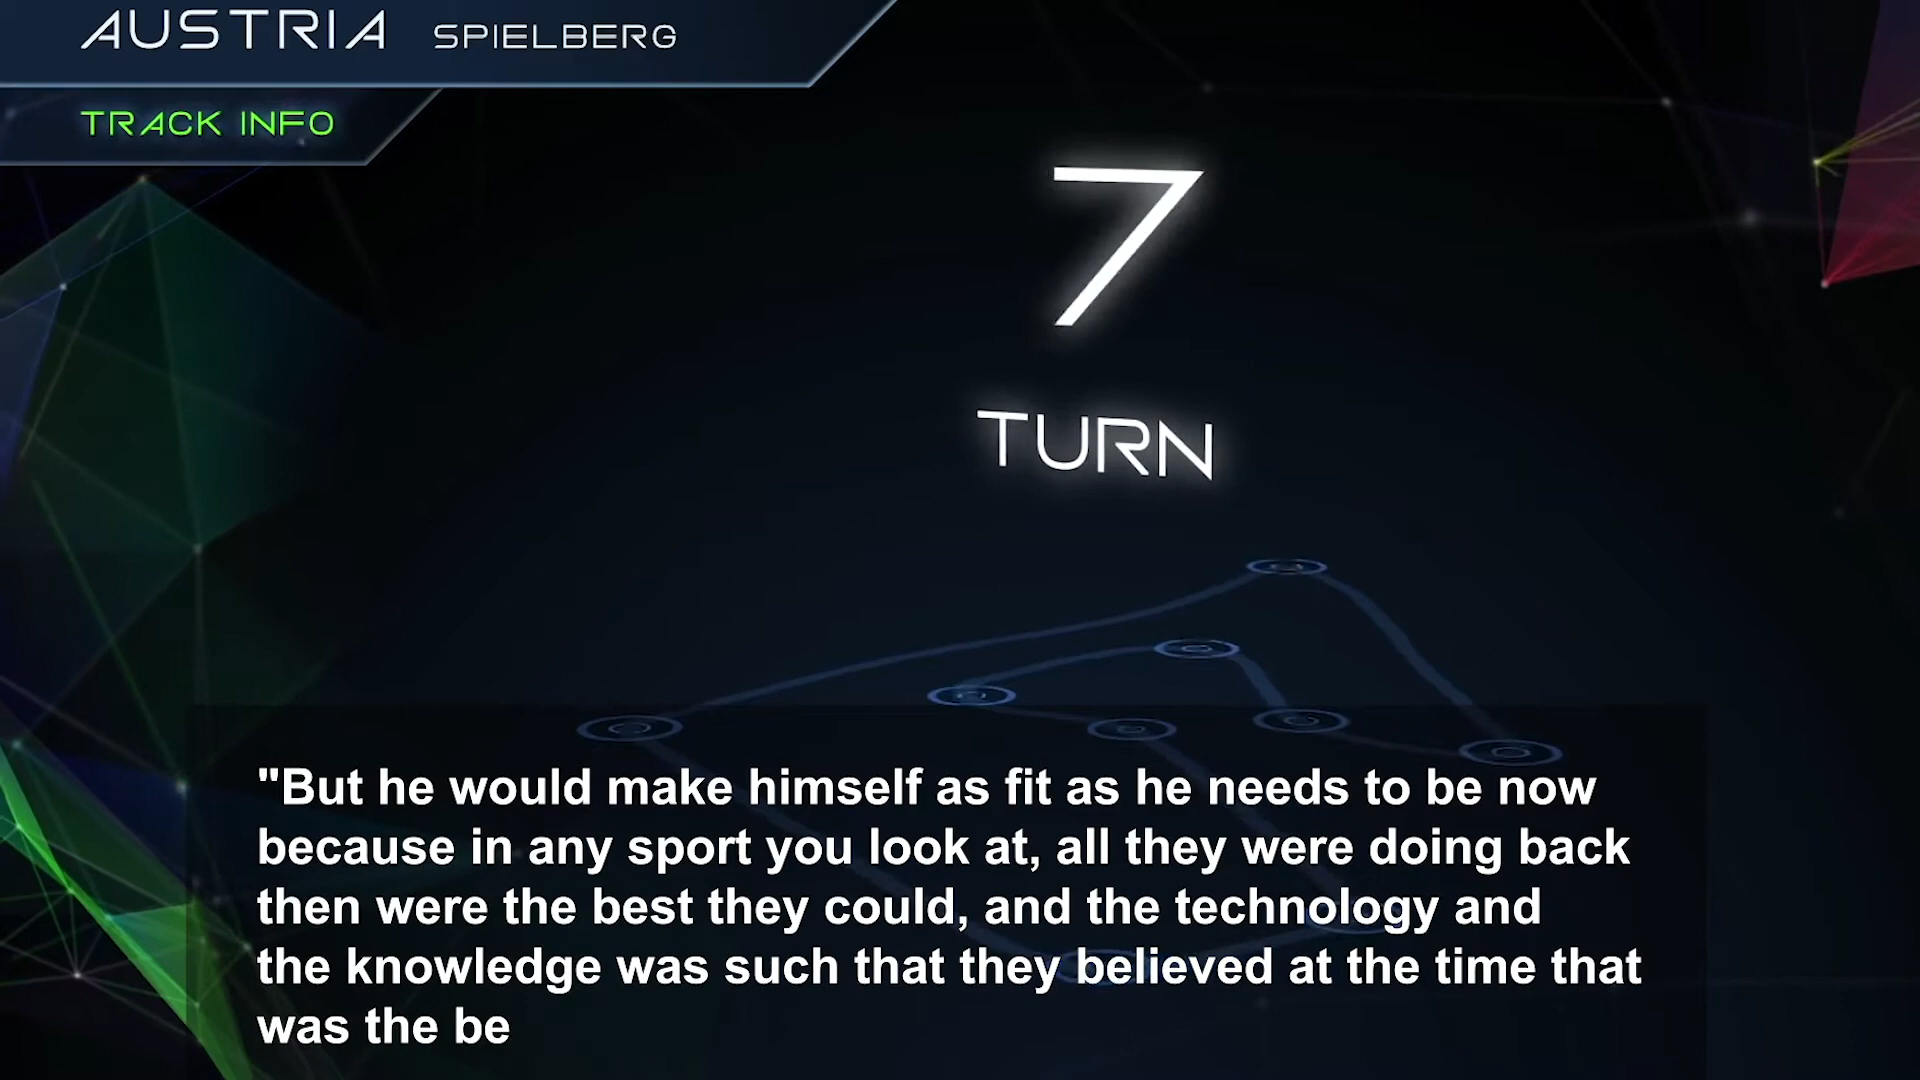 AUSTRIA SPIELBERG
TRACK INFO
7
TURN
"But he would make himself as fit as he needs to be now
because in any sport you look at, all they were doing back
then were the best they could, and the technology and
the knowledge was such that they believed at the time that
was the be